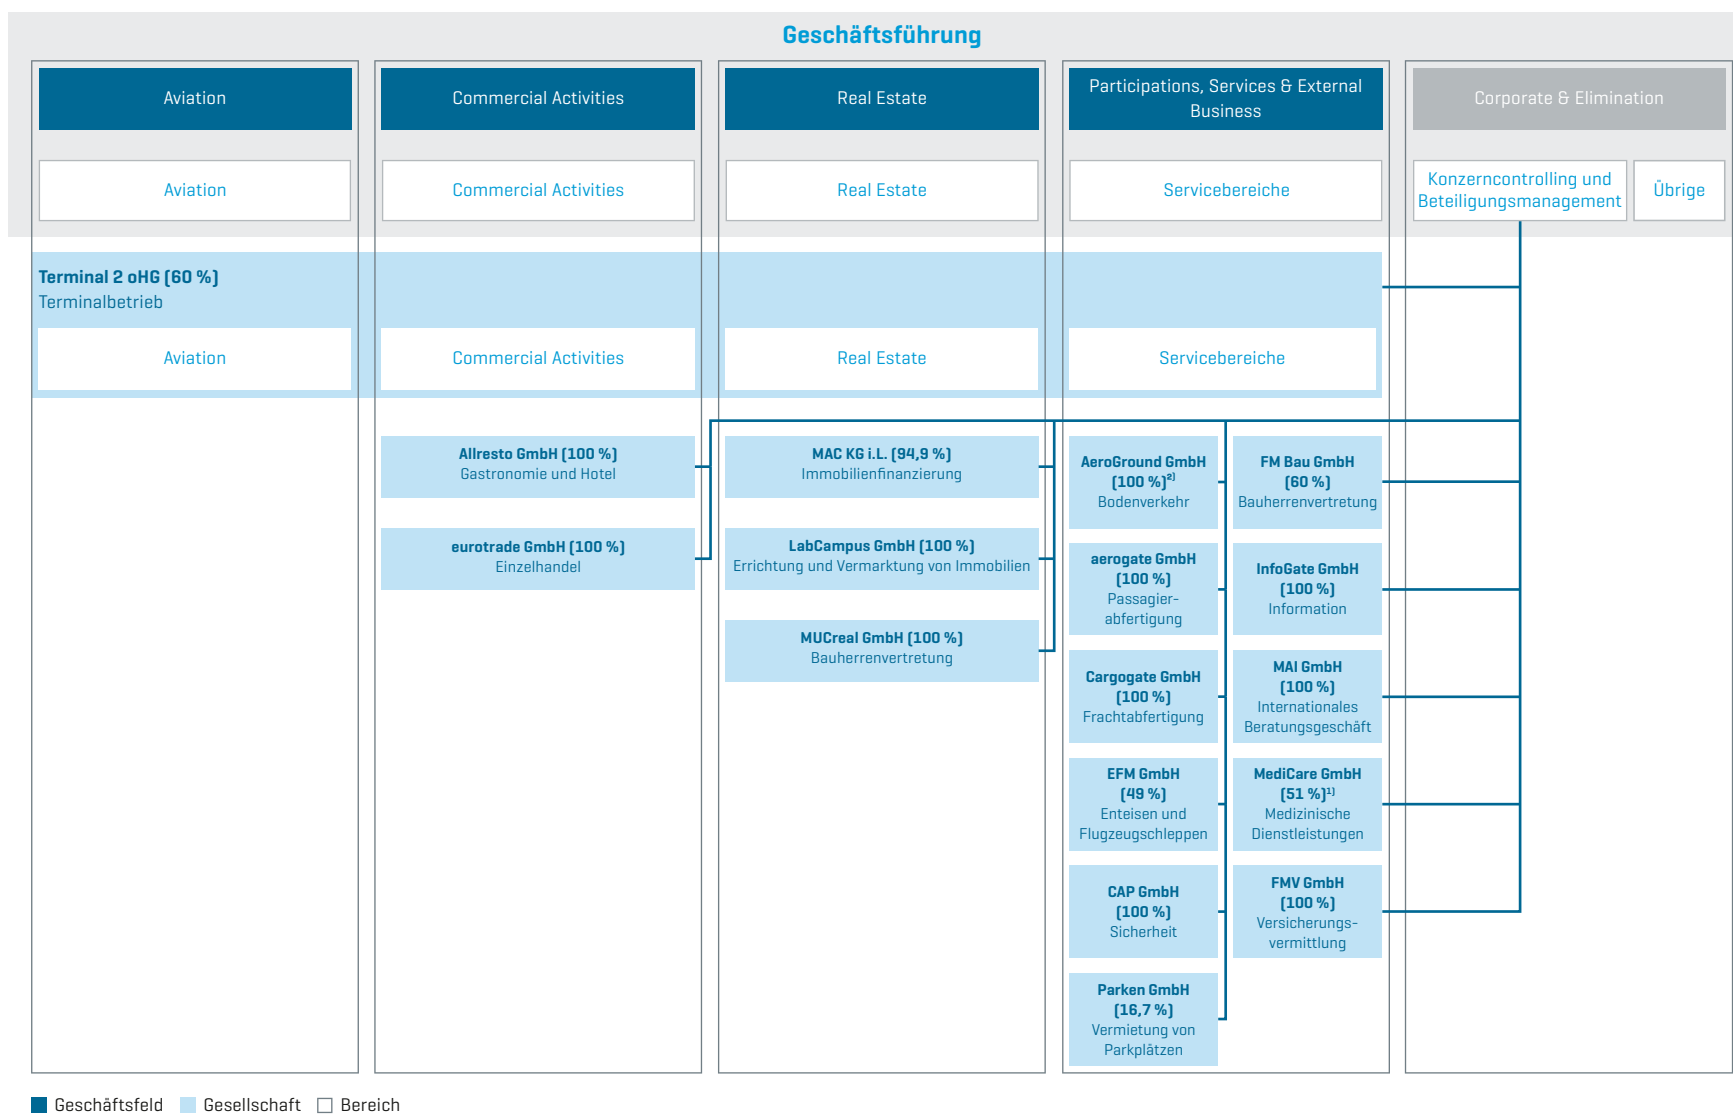 Geschäftsführung
Aviation
Commercial Activities
Real Estate
Participations, Services & External
Business
Corporate & Elimination
Aviation
Commercial Activities
Real Estate
Servicebereiche
Konzerncontrolling und
Beteiligungsmanagement
Übrige
Terminal 2 oHG (60 %)
Terminalbetrieb
Aviation
Commercial Activities
Real Estate
Servicebereiche
Allresto GmbH (100 %)
Gastronomie und Hotel
eurotrade GmbH (100 %)
Einzelhandel
MAC KG i.L. (94,9 %)
Immobilienfinanzierung
LabCampus GmbH (100 %)
Errichtung und Vermarktung von Immobilien
MUCreal GmbH (100 %)
Bauherrenvertretung
AeroGround GmbH
(100 %)²⁾
Bodenverkehr
FM Bau GmbH
(60 %)
Bauherrenvertretung
aerogate GmbH
(100 %)
Passagier-
abfertigung
InfoGate GmbH
(100 %)
Information
Cargogate GmbH
(100 %)
Frachtabfertigung
MAI GmbH
(100 %)
Internationales
Beratungsgeschäft
EFM GmbH
(49 %)
Enteisen und
Flugzeugschleppen
MediCare GmbH
(51 %)¹⁾
Medizinische
Dienstleistungen
CAP GmbH
(100 %)
Sicherheit
FMV GmbH
(100 %)
Versicherungs-
vermittlung
Parken GmbH
(16,7 %)
Vermietung von
Parkplätzen
Geschäftsfeld
Gesellschaft
Bereich